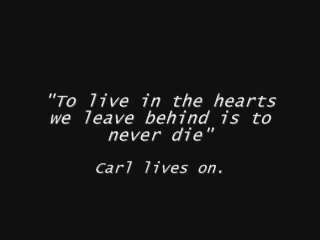 "To live in the hearts
we leave behind is to
never die"
Carl lives on.